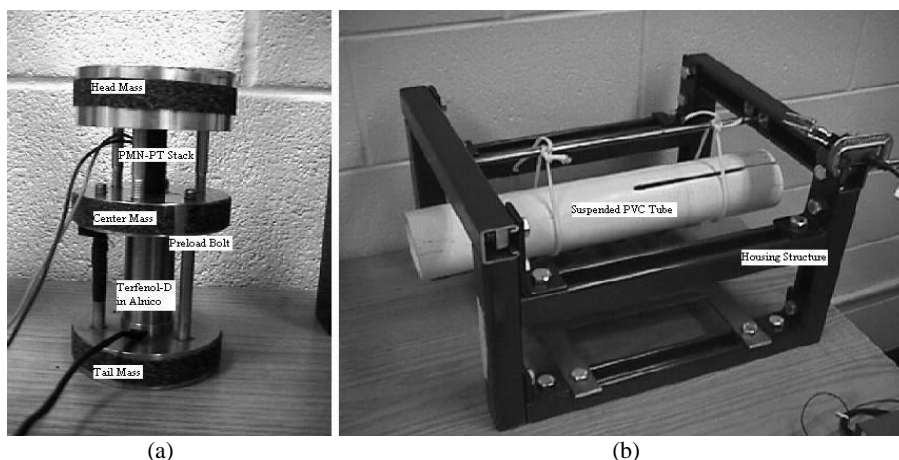 Head Mass
PMN-PT Stack
Center Mass
Preload Bolt
Terfenol-D
in Alnico
Tail Mass
Suspended PVC Tube
Housing Structure
(a)
(b)